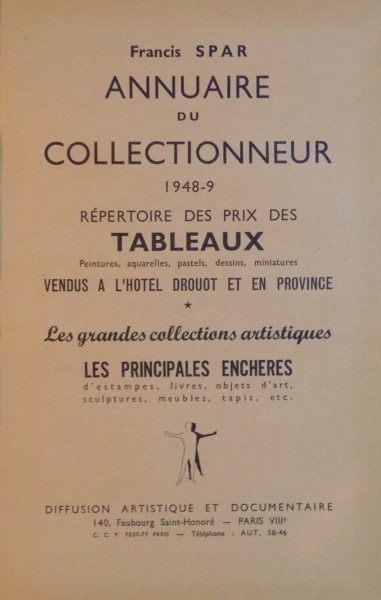 Francis SPAR
ANNUAIRE
DU
COLLECTIONNEUR
1948-9
RÉPERTOIRE DES PRIX DES
TABLEAUX
Peintures, aquarelles, pastels, dessins, miniatures
VENDUS A L'HOTEL DROUOT ET EN PROVINCE
★
Les grandes collections artistiques
LES PRINCIPALES ENCHERES
d'estampes, livres, objets d'art,
sculptures, meubles, tapis, etc.
DIFFUSION ARTISTIQUE ET DOCUMENTAIRE
140, Faubourg Saint-Honoré — PARIS VIIIe
C. C. P. 7037-77 PARIS — Téléphone : AUT. 58-46